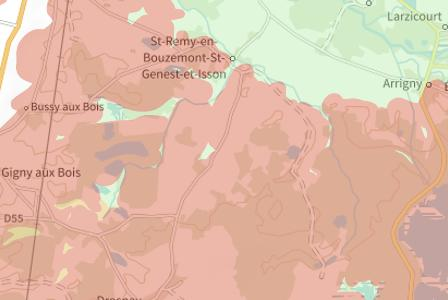 Larzicourt
St-Remy-en-
Bouzemont-St-
Genest-et-Isson
Arrigny
Bussy aux Bois
Gigny aux Bois
D55